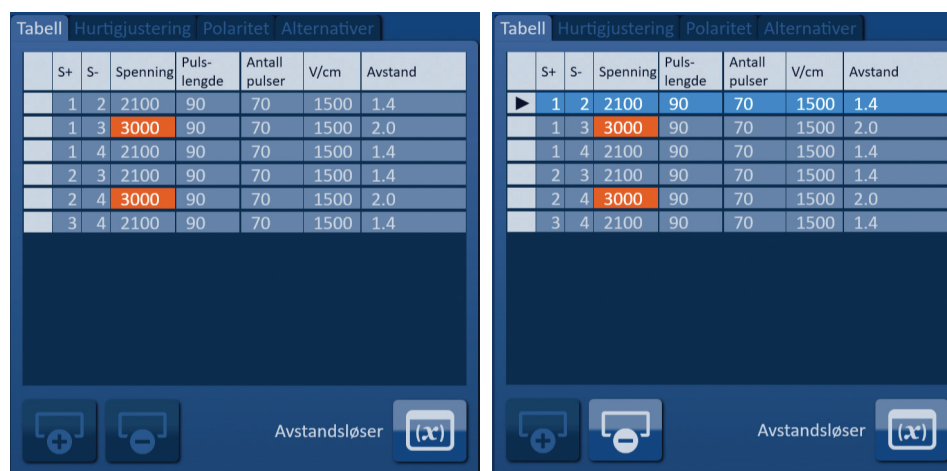 Tabell Hurtigjustering Polaritet Alternativer
S+ S- Spenning Puls-lengde Antall pulser V/cm Avstand
1 2 2100 90 70 1500 1.4
1 3 3000 90 70 1500 2.0
1 4 2100 90 70 1500 1.4
2 3 2100 90 70 1500 1.4
2 4 3000 90 70 1500 2.0
3 4 2100 90 70 1500 1.4
Avstandsløser (x)
Tabell Hurtigjustering Polaritet Alternativer
S+ S- Spenning Puls-lengde Antall pulser V/cm Avstand
1 2 2100 90 70 1500 1.4
1 3 3000 90 70 1500 2.0
1 4 2100 90 70 1500 1.4
2 3 2100 90 70 1500 1.4
2 4 3000 90 70 1500 2.0
3 4 2100 90 70 1500 1.4
Avstandsløser (x)